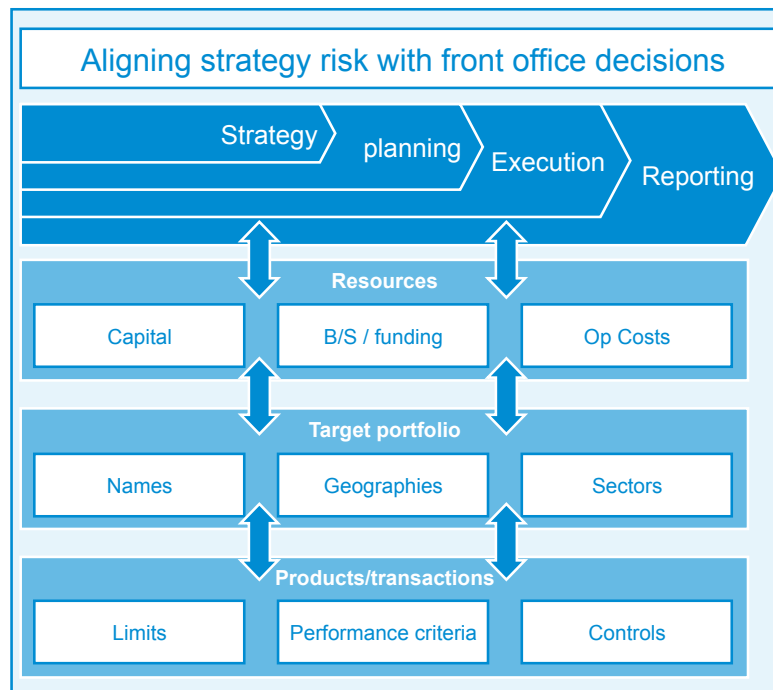 Aligning strategy risk with front office decisions
Strategy
planning
Execution
Reporting
Resources
Capital
B/S / funding
Op Costs
Target portfolio
Names
Geographies
Sectors
Products/transactions
Limits
Performance criteria
Controls